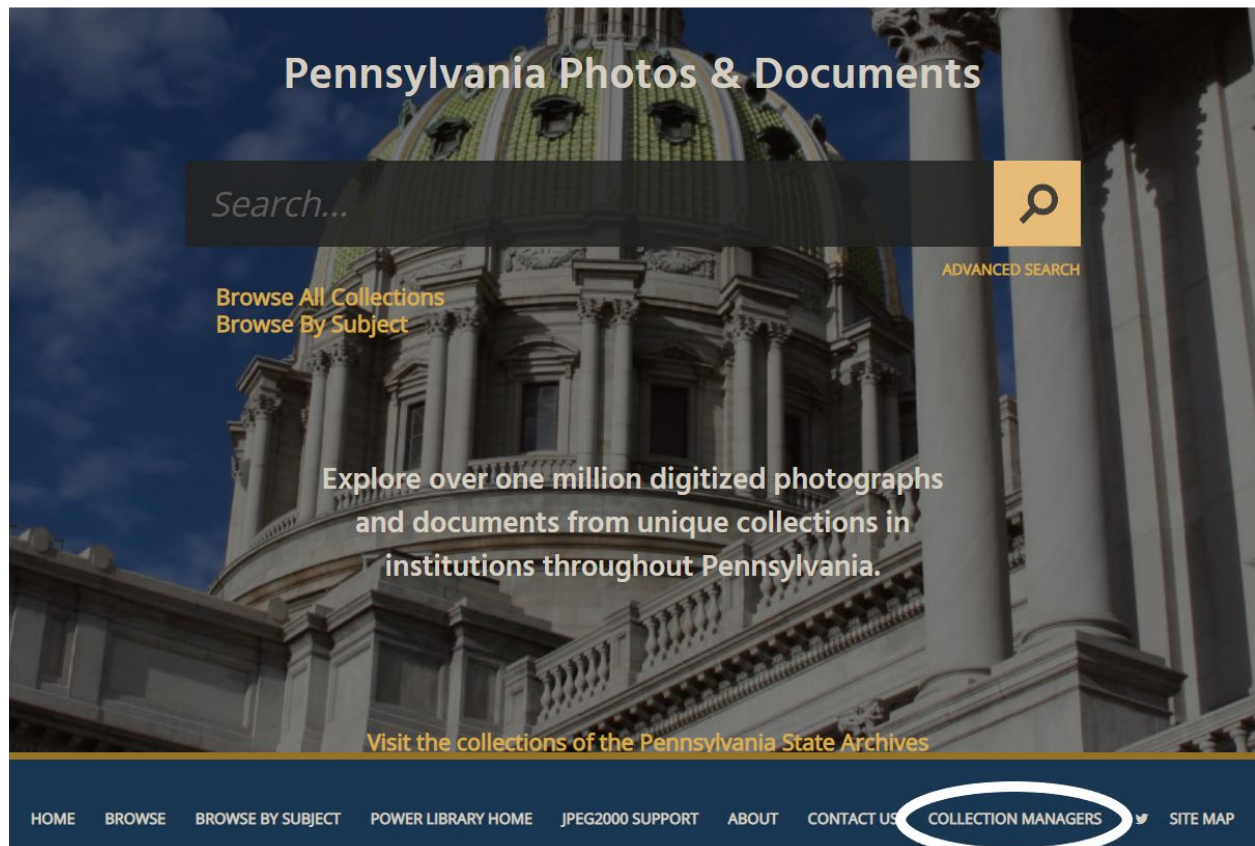 Pennsylvania Photos & Documents
Search...
ADVANCED SEARCH
Browse All Collections
Browse By Subject
Explore over one million digitized photographs
and documents from unique collections in
institutions throughout Pennsylvania.
Visit the collections of the Pennsylvania State Archives
HOME BROWSE BROWSE BY SUBJECT POWER LIBRARY HOME JPEG2000 SUPPORT ABOUT CONTACT US COLLECTION MANAGERS SITE MAP